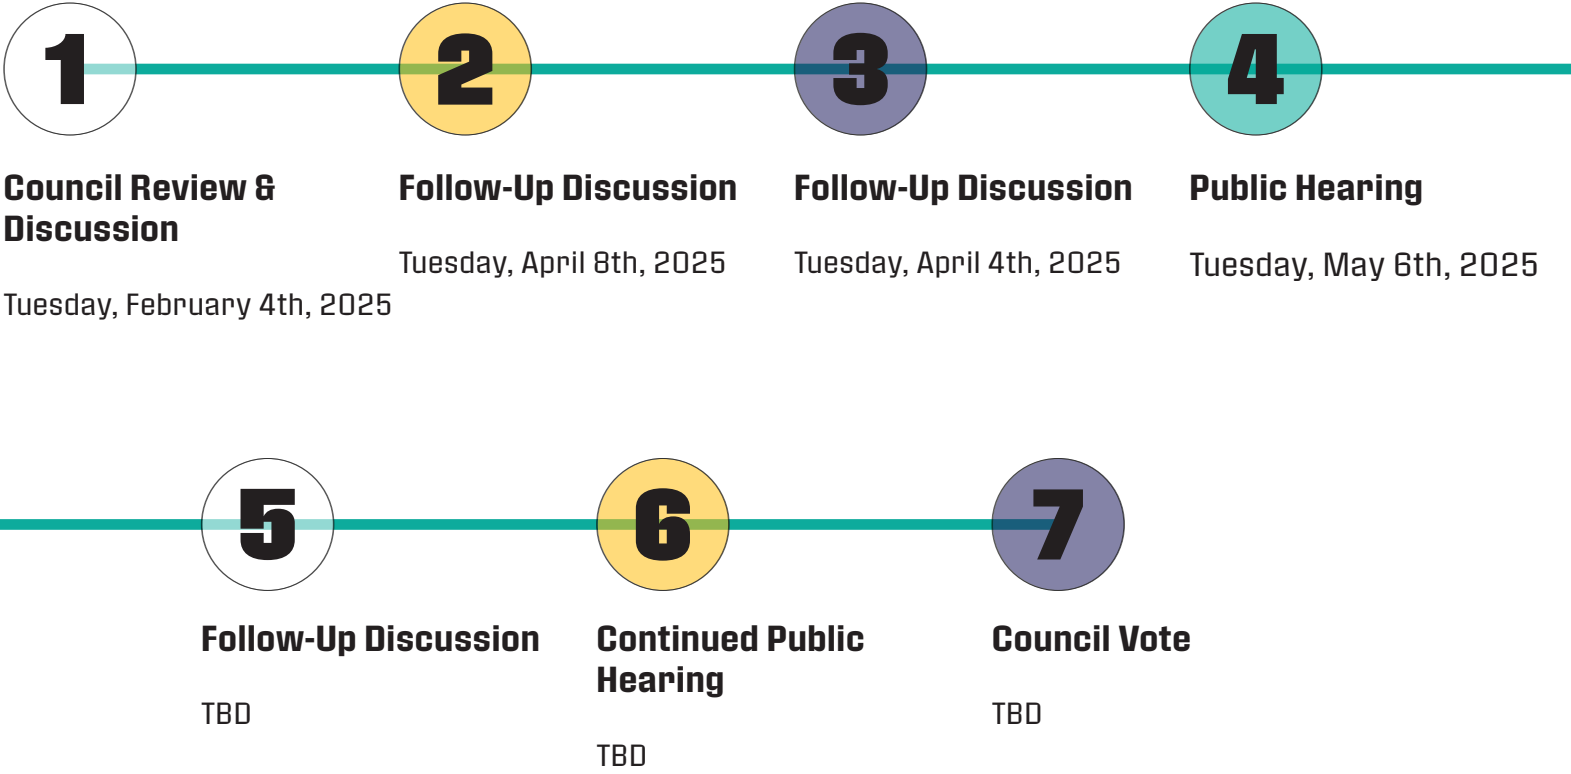 1
2
3
4
Council Review &
Discussion
Tuesday, February 4th, 2025
Follow-Up Discussion
Tuesday, April 8th, 2025
Follow-Up Discussion
Tuesday, April 4th, 2025
Public Hearing
Tuesday, May 6th, 2025
5
6
7
Follow-Up Discussion
TBD
Continued Public
Hearing
TBD
Council Vote
TBD